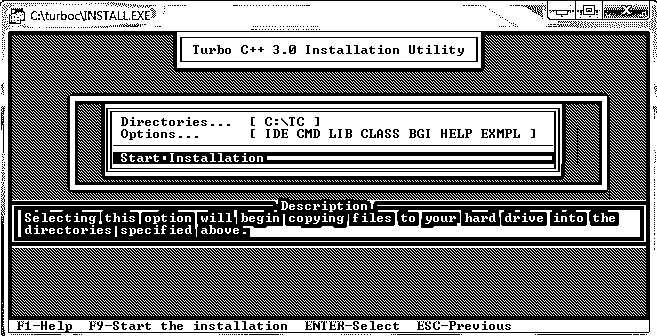 C:\turboc\INSTALL.EXE
Turbo C++ 3.0 Installation Utility
Directories... [ C:\TC ]
Options... [ IDE CMD LIB CLASS BGI HELP EXMPL ]
Start Installation
Description
Selecting this option will begin copying files to your hard drive into the
directories specified above.
F1-Help F9-Start the installation ENTER-Select ESC-Previous